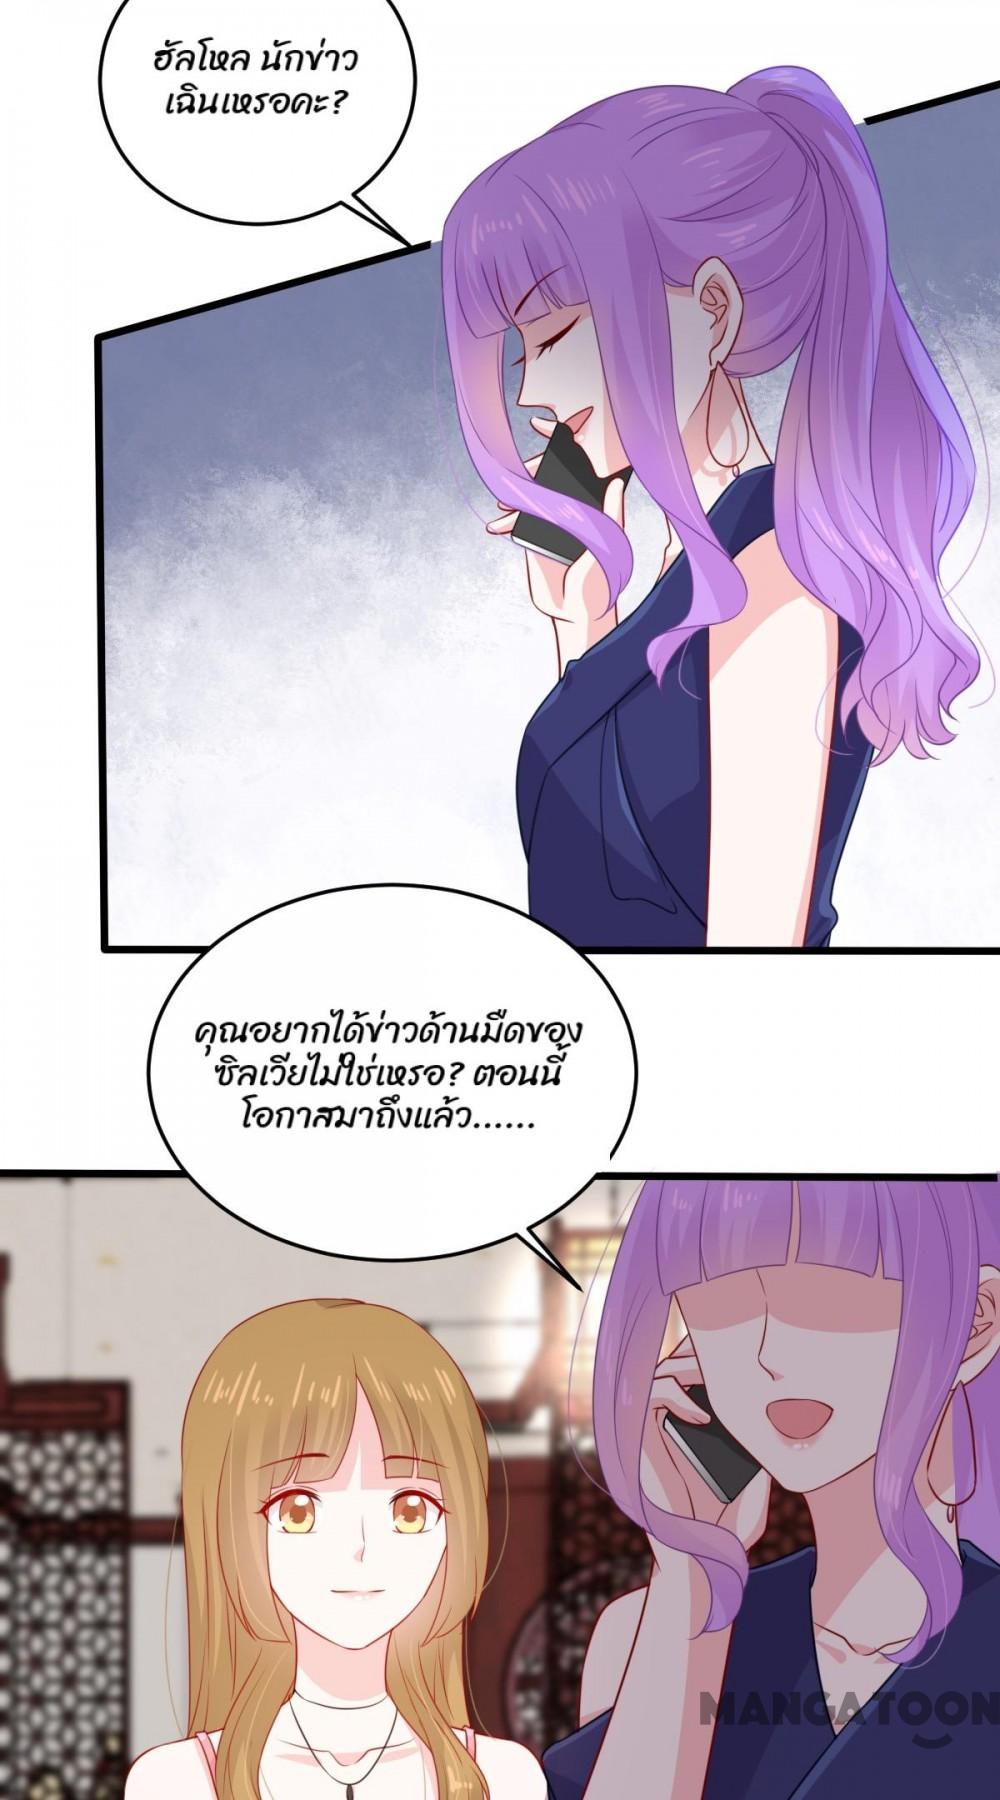 ฮัลโหล นักข่าว
เฉินเหรอคะ?
คุณอยากได้ข่าวด้านมืดของ
ซิลเวียไม่ใช่เหรอ? ตอนนี้
โอกาสมาถึงแล้ว......
MANGATOON